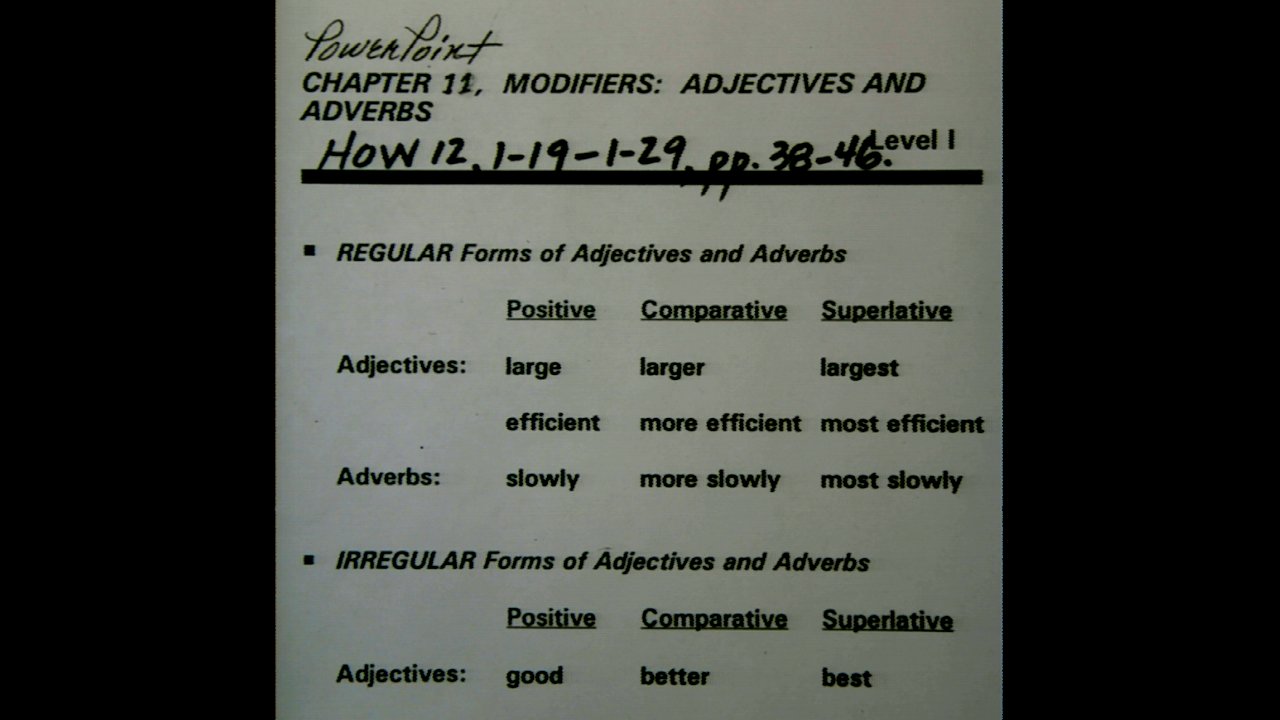 PowerPoint
CHAPTER 11, MODIFIERS: ADJECTIVES AND
ADVERBS
HOW 12, 1-19-1-29, pp. 38-46. Level I
▪ REGULAR Forms of Adjectives and Adverbs
Positive Comparative Superlative
Adjectives: large larger largest
efficient more efficient most efficient
Adverbs: slowly more slowly most slowly
▪ IRREGULAR Forms of Adjectives and Adverbs
Positive Comparative Superlative
Adjectives: good better best